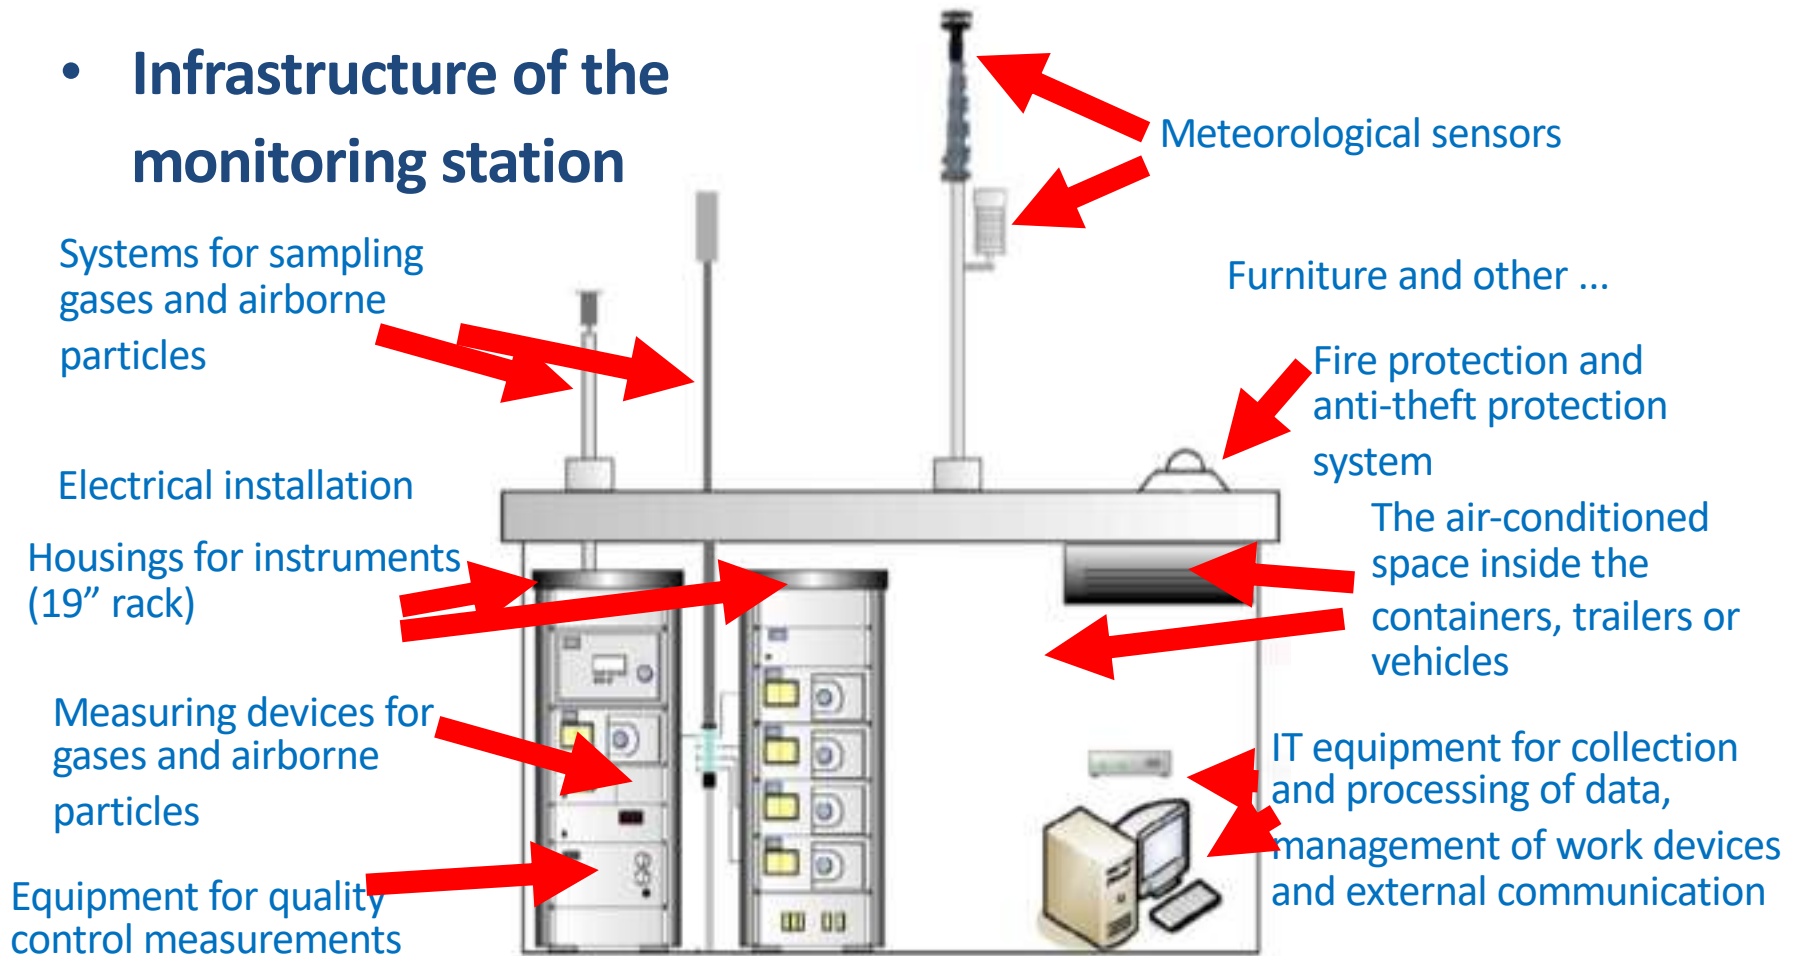 • Infrastructure of the
monitoring station
Systems for sampling
gases and airborne
particles
Electrical installation
Housings for instruments
(19” rack)
Measuring devices for
gases and airborne
particles
Equipment for quality
control measurements
Meteorological sensors
Furniture and other ...
Fire protection and
anti-theft protection
system
The air-conditioned
space inside the
containers, trailers or
vehicles
IT equipment for collection
and processing of data,
management of work devices
and external communication